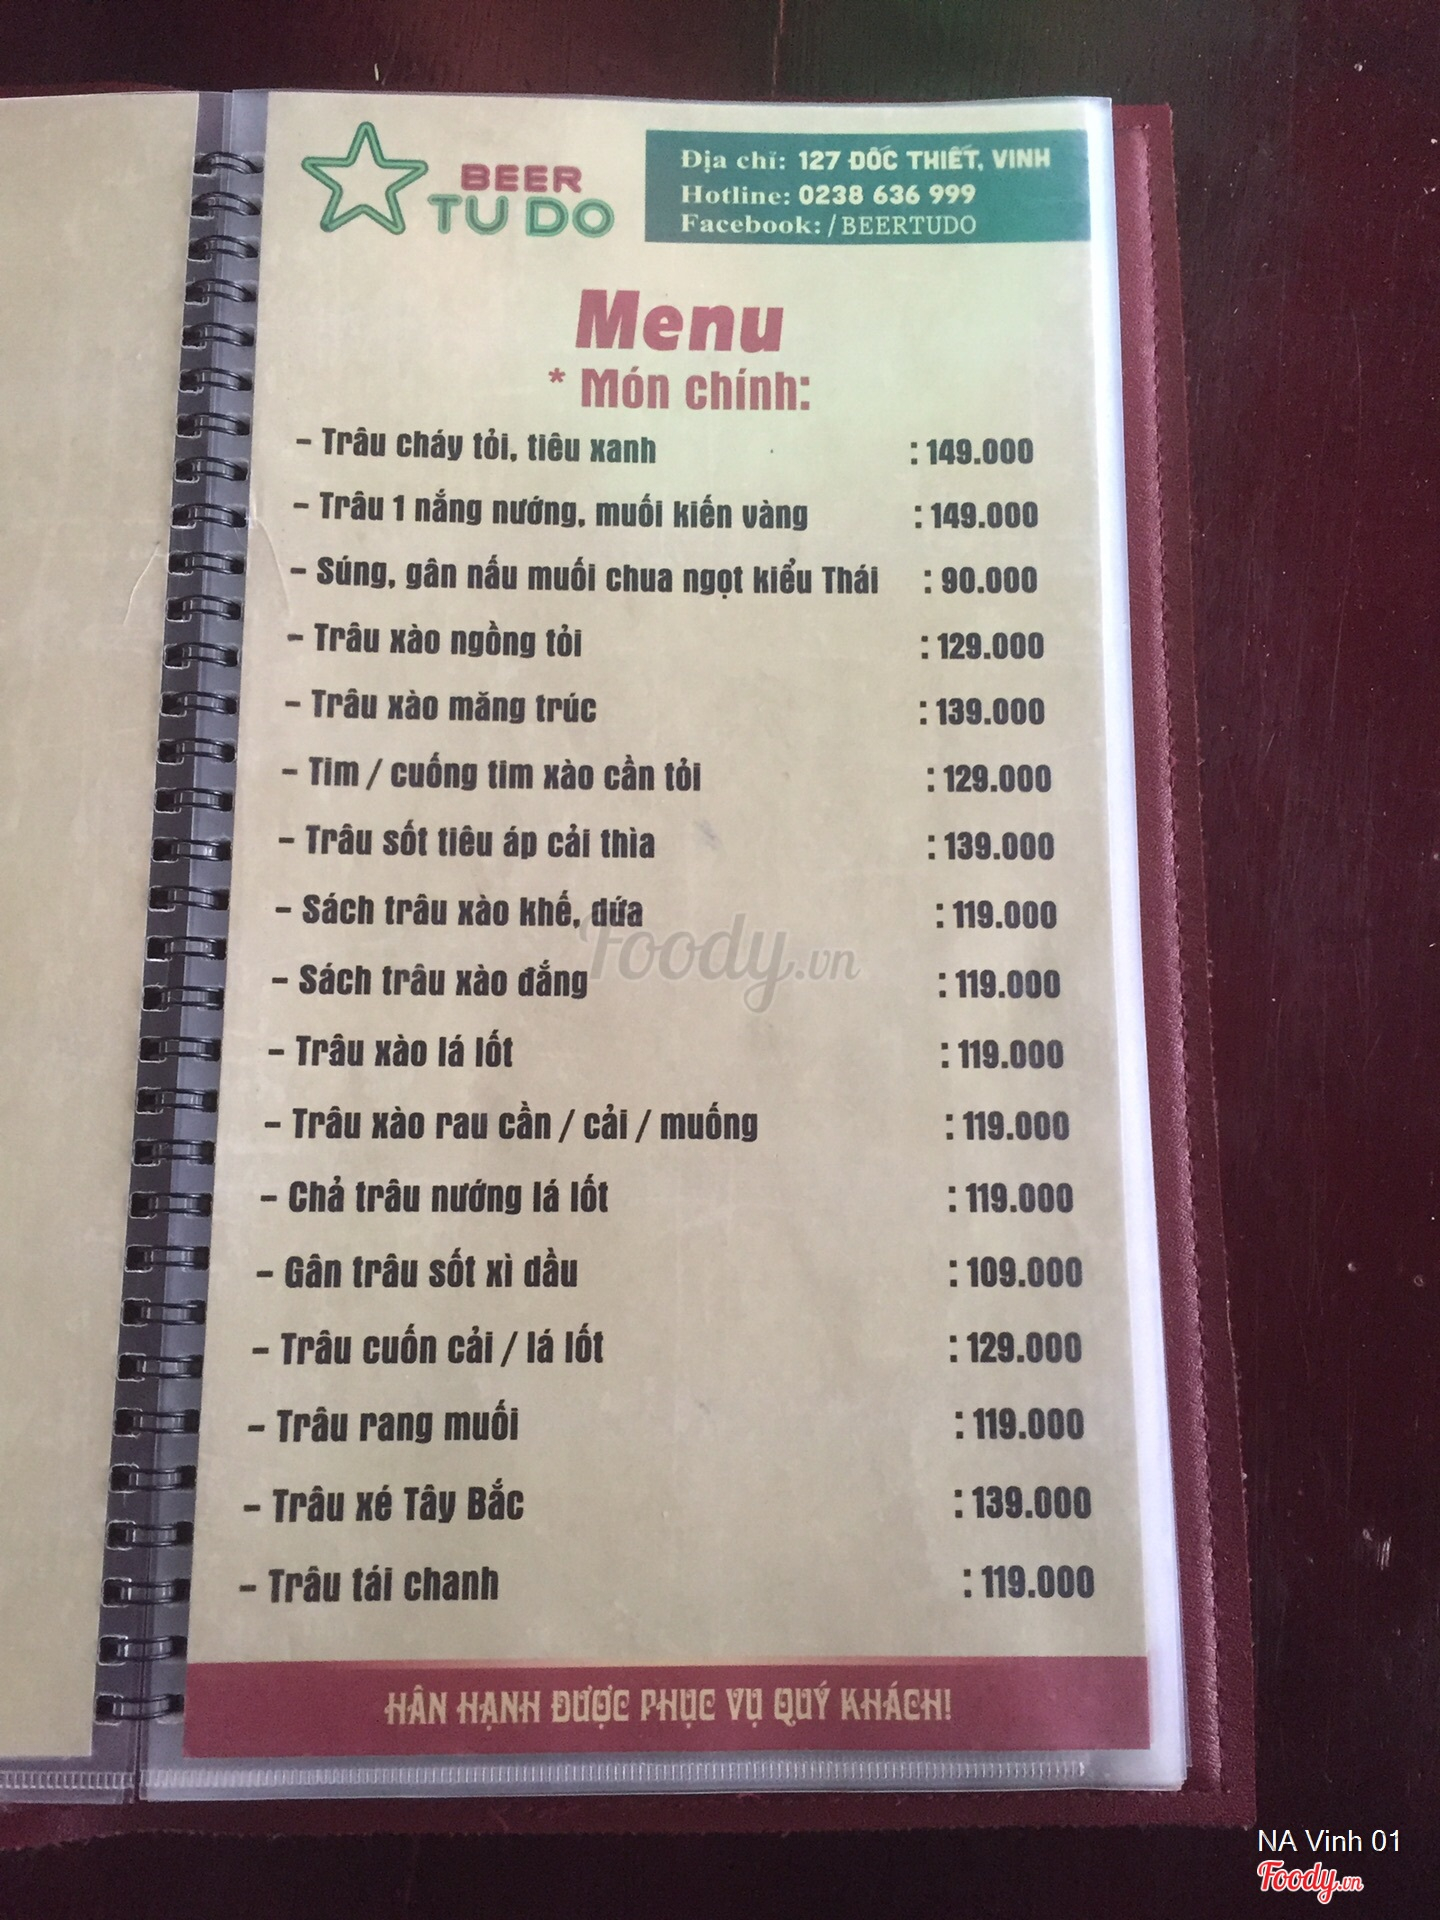 BEER
TU DO
Địa chỉ: 127 ĐỐC THIẾT, VINH
Hotline: 0238 636 999
Facebook: /BEERTUDO
Menu
* Món chính:
- Trâu cháy tỏi, tiêu xanh : 149.000
- Trâu 1 nắng nướng, muối kiến vàng : 149.000
- Súng, gân nấu muối chua ngọt kiểu Thái : 90.000
- Trâu xào ngồng tỏi : 129.000
- Trâu xào măng trúc : 139.000
- Tim / cuống tim xào cần tỏi : 129.000
- Trâu sốt tiêu áp cải thìa : 139.000
- Sách trâu xào khế, dứa : 119.000
- Sách trâu xào đắng : 119.000
- Trâu xào lá lốt : 119.000
- Trâu xào rau cần / cải / muống : 119.000
- Chả trâu nướng lá lốt : 119.000
- Gân trâu sốt xì dầu : 109.000
- Trâu cuốn cải / lá lốt : 129.000
- Trâu rang muối : 119.000
- Trâu xé Tây Bắc : 139.000
- Trâu tái chanh : 119.000
HÂN HẠNH ĐƯỢC PHỤC VỤ QUÝ KHÁCH!
Foody.vn
NA Vinh 01
Foody.vn